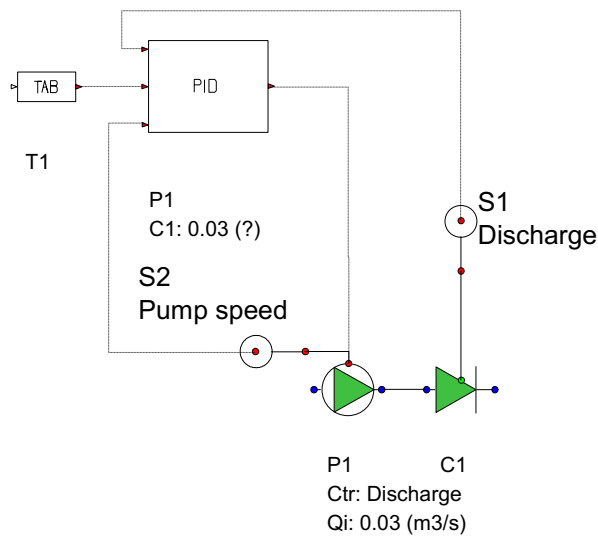 TAB
PID
T1
P1
C1: 0.03 (?)
S1
Discharge
S2
Pump speed
P1
C1
Ctr: Discharge
Qi: 0.03 (m3/s)